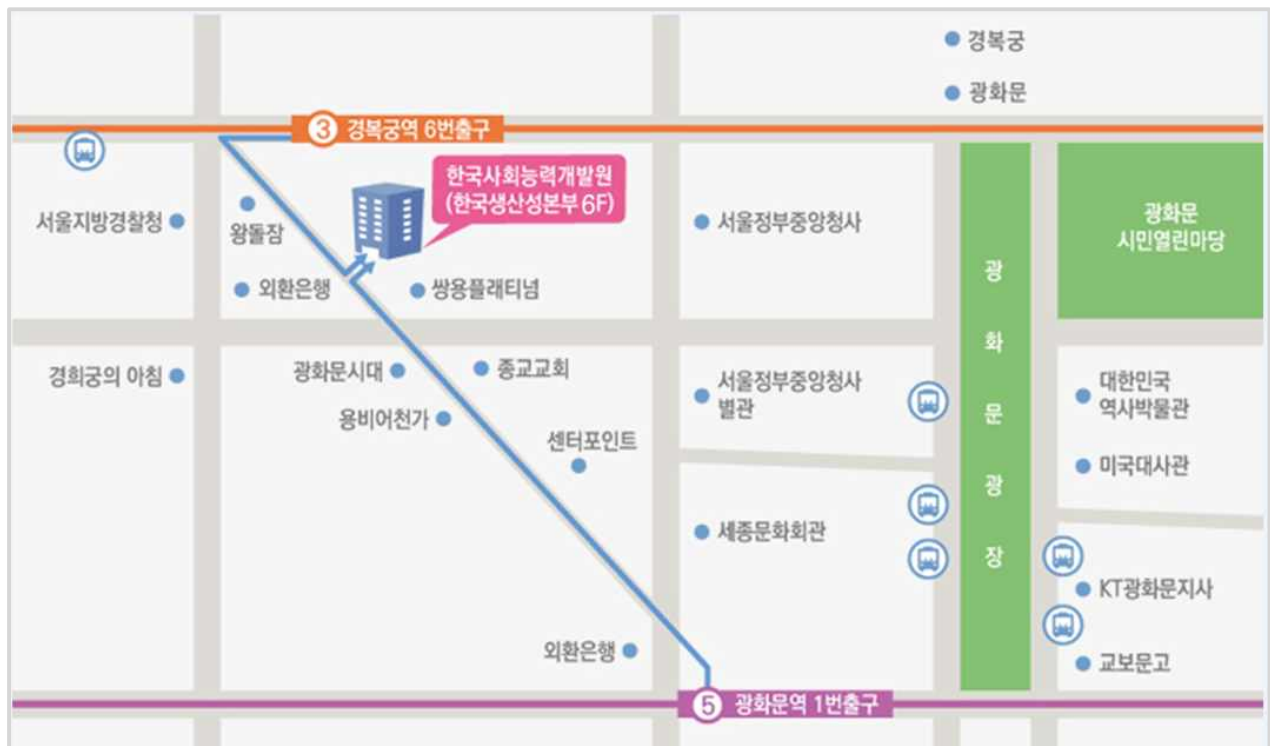 경복궁
광화문
③ 경복궁역 6번출구
한국사회능력개발원
(한국생산성본부 6F)
서울지방경찰청
왕돌잠
서울정부중앙청사
광화문
시민열린마당
외환은행
쌍용플래티넘
광화문광장
경희궁의 아침
광화문시대
종교교회
서울정부중앙청사
별관
대한민국
역사박물관
용비어천가
센터포인트
미국대사관
세종문화회관
KT광화문지사
외환은행
교보문고
⑤ 광화문역 1번출구